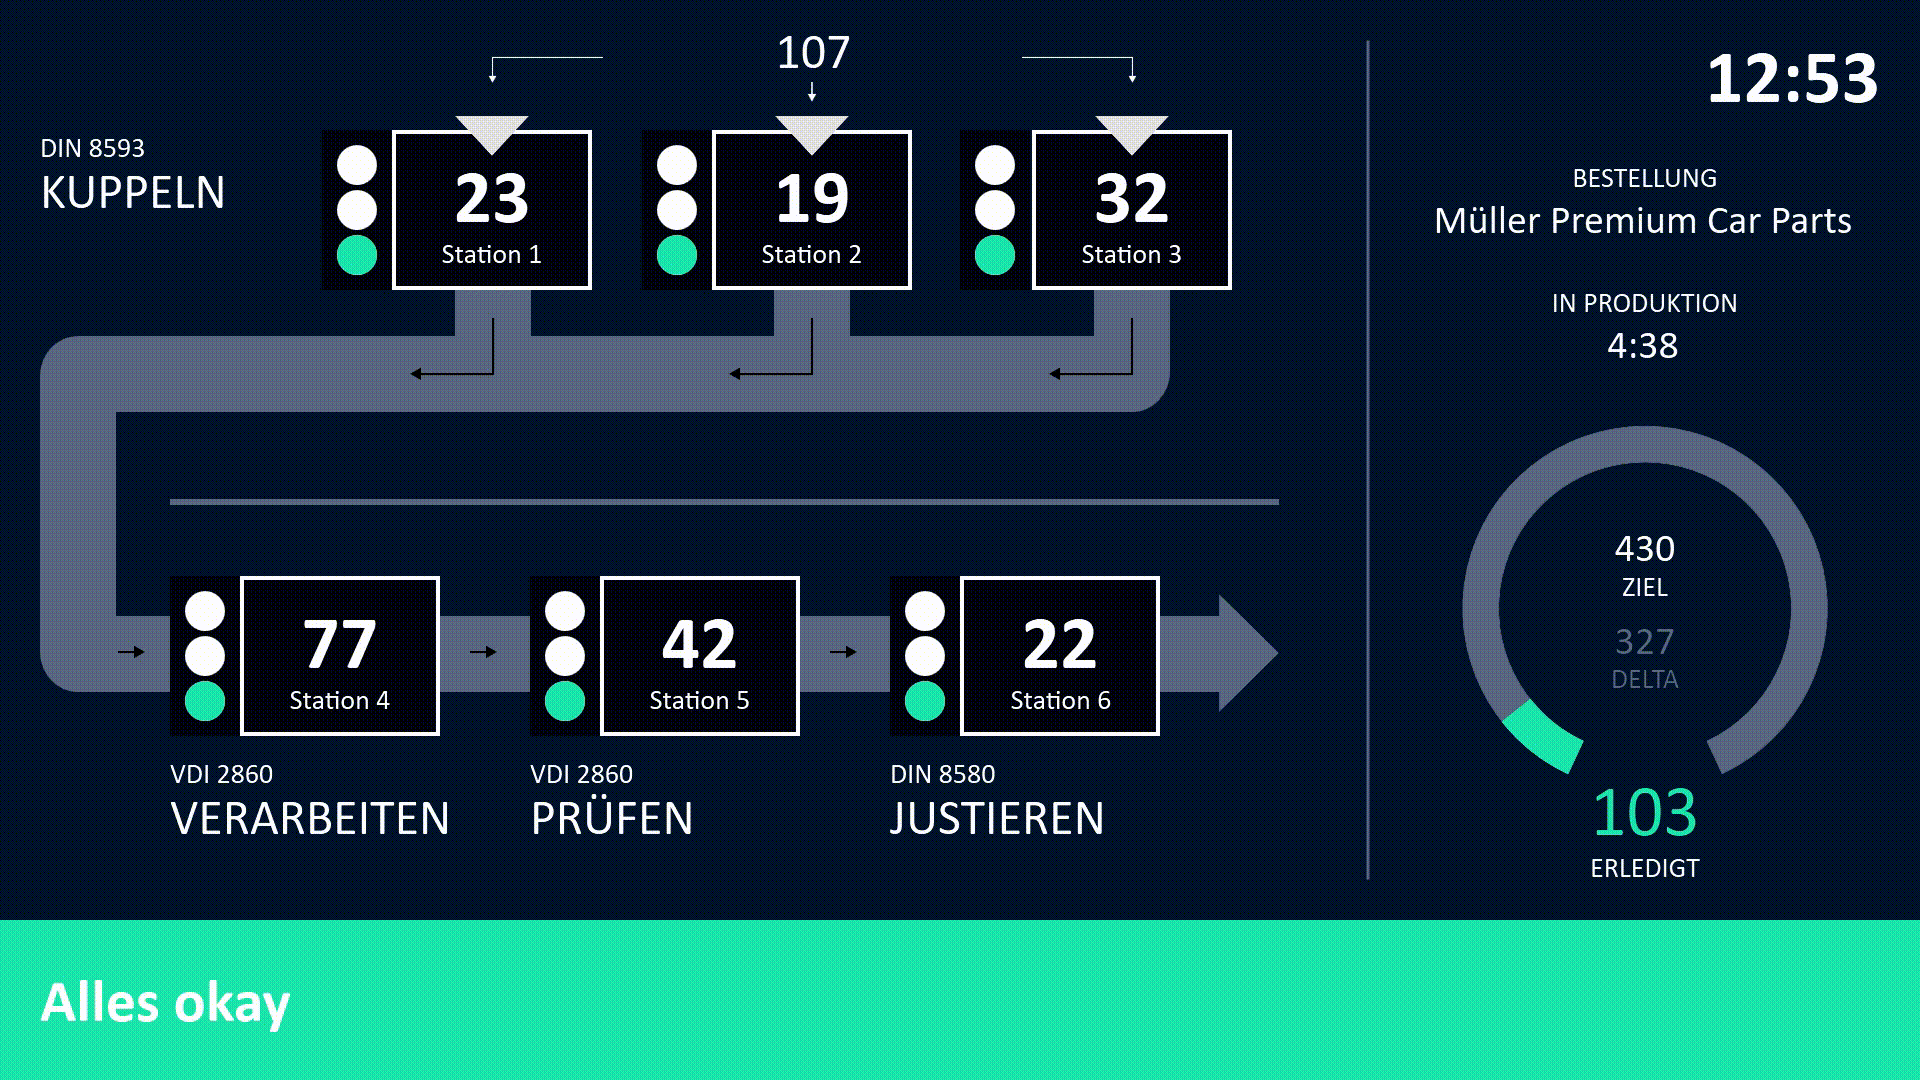 107
DIN 8593
KUPPELN
23
Station 1
19
Station 2
32
Station 3
77
Station 4
42
Station 5
22
Station 6
VDI 2860
VERARBEITEN
VDI 2860
PRÜFEN
DIN 8580
JUSTIEREN
12:53
BESTELLUNG
Müller Premium Car Parts
IN PRODUKTION
4:38
430
ZIEL
327
DELTA
103
ERLEDIGT
Alles okay